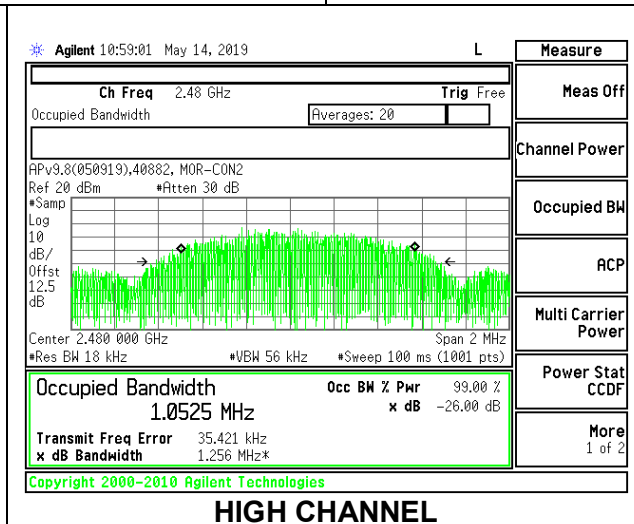 Agilent 10:59:01 May 14, 2019 L
Measure
Ch Freq 2.48 GHz Trig Free
Meas Off
Occupied Bandwidth Averages: 20
Channel Power
APv9.8(050919),40882, MOR-CON2
Ref 20 dBm #Atten 30 dB
#Samp
Log
10
dB/
Offst
12.5
dB
Occupied BW
ACP
Multi Carrier
Power
Center 2.480 000 GHz Span 2 MHz
#Res BW 18 kHz #VBW 56 kHz #Sweep 100 ms (1001 pts)
Power Stat
CCDF
Occupied Bandwidth Occ BW % Pwr 99.00 %
1.0525 MHz x dB -26.00 dB
Transmit Freq Error 35.421 kHz
x dB Bandwidth 1.256 MHz*
More
1 of 2
Copyright 2000-2010 Agilent Technologies
HIGH CHANNEL